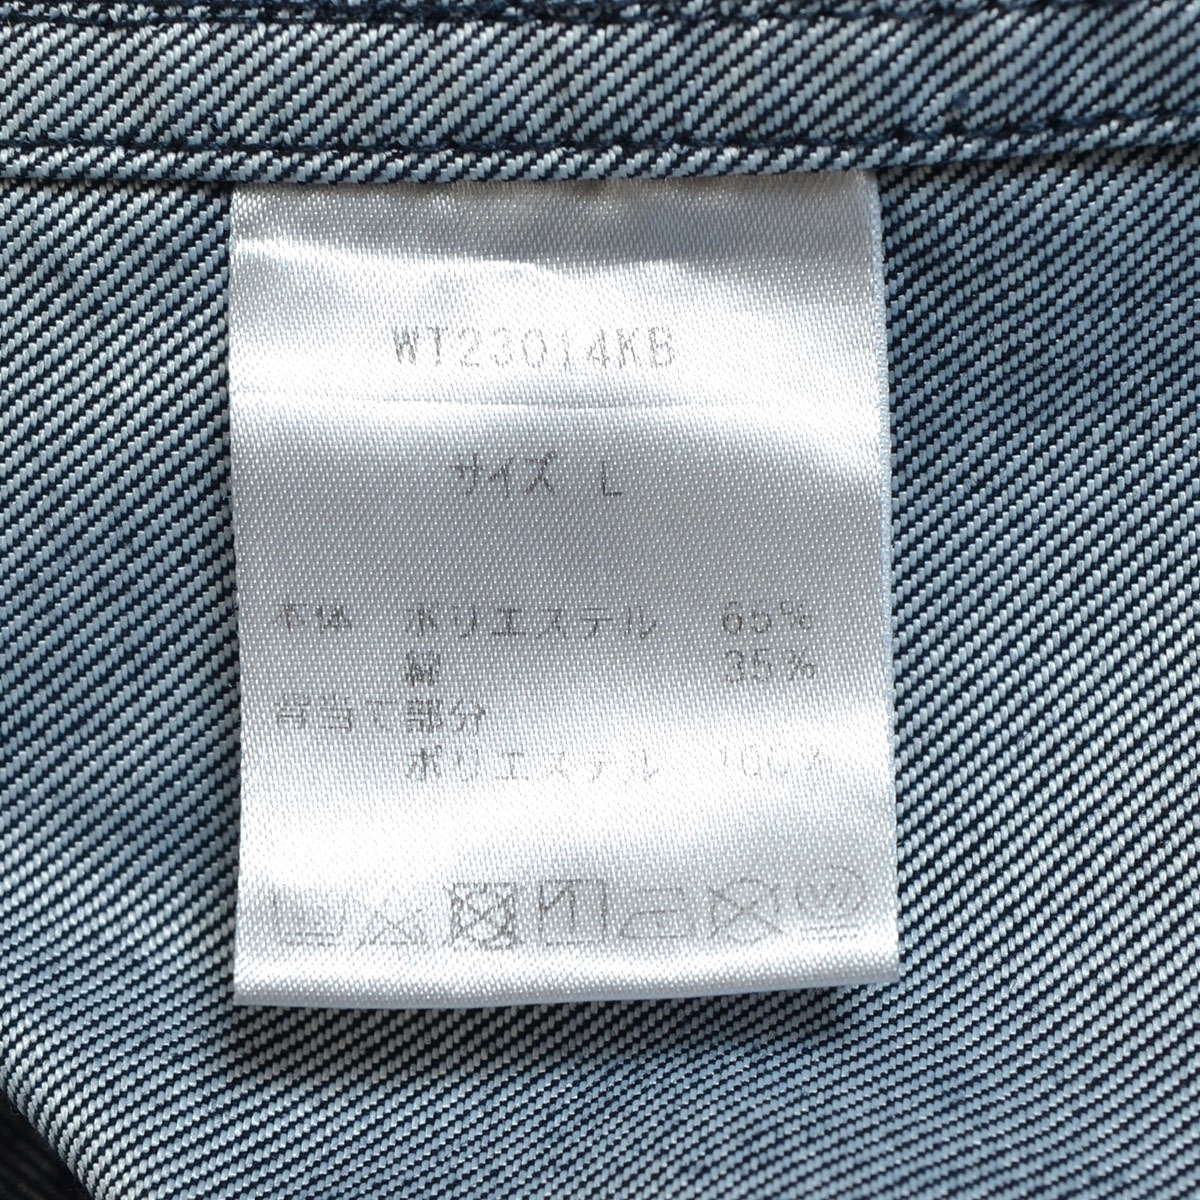 WT23014KB
サイズ L
本体 ポリエステル 65%
綿 35%
背当て部分
ポリエステル 100%